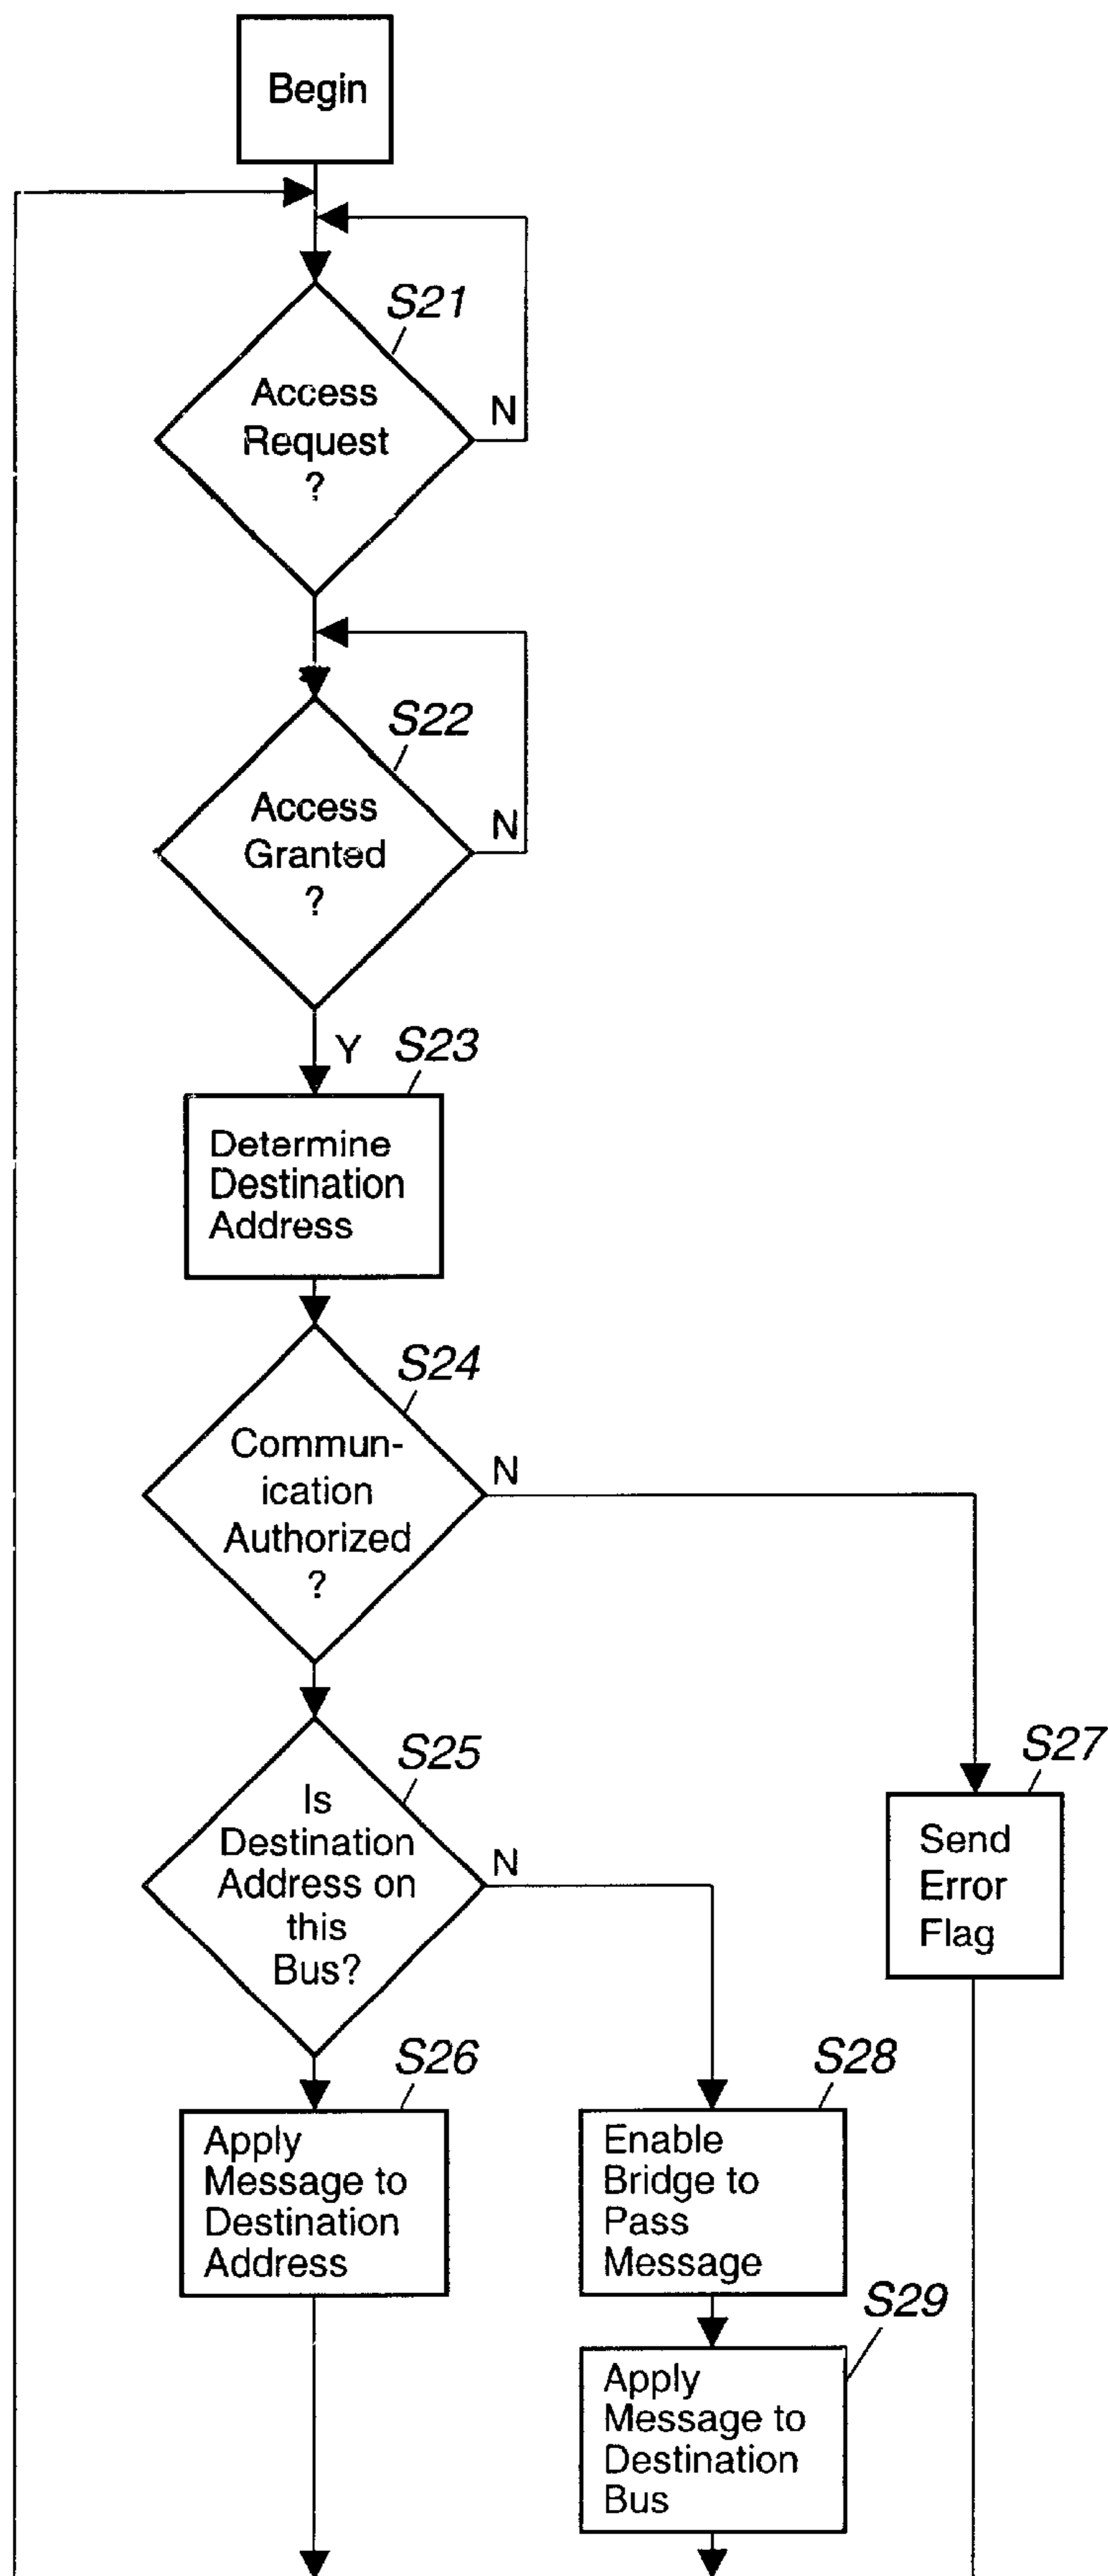 Begin
S21
Access
Request
?
N
S22
Access
Granted
?
N
Y
S23
Determine
Destination
Address
S24
Commun-
ication
Authorized
?
N
S25
Is
Destination
Address on
this
Bus?
N
S27
Send
Error
Flag
S26
Apply
Message to
Destination
Address
S28
Enable
Bridge to
Pass
Message
S29
Apply
Message to
Destination
Bus